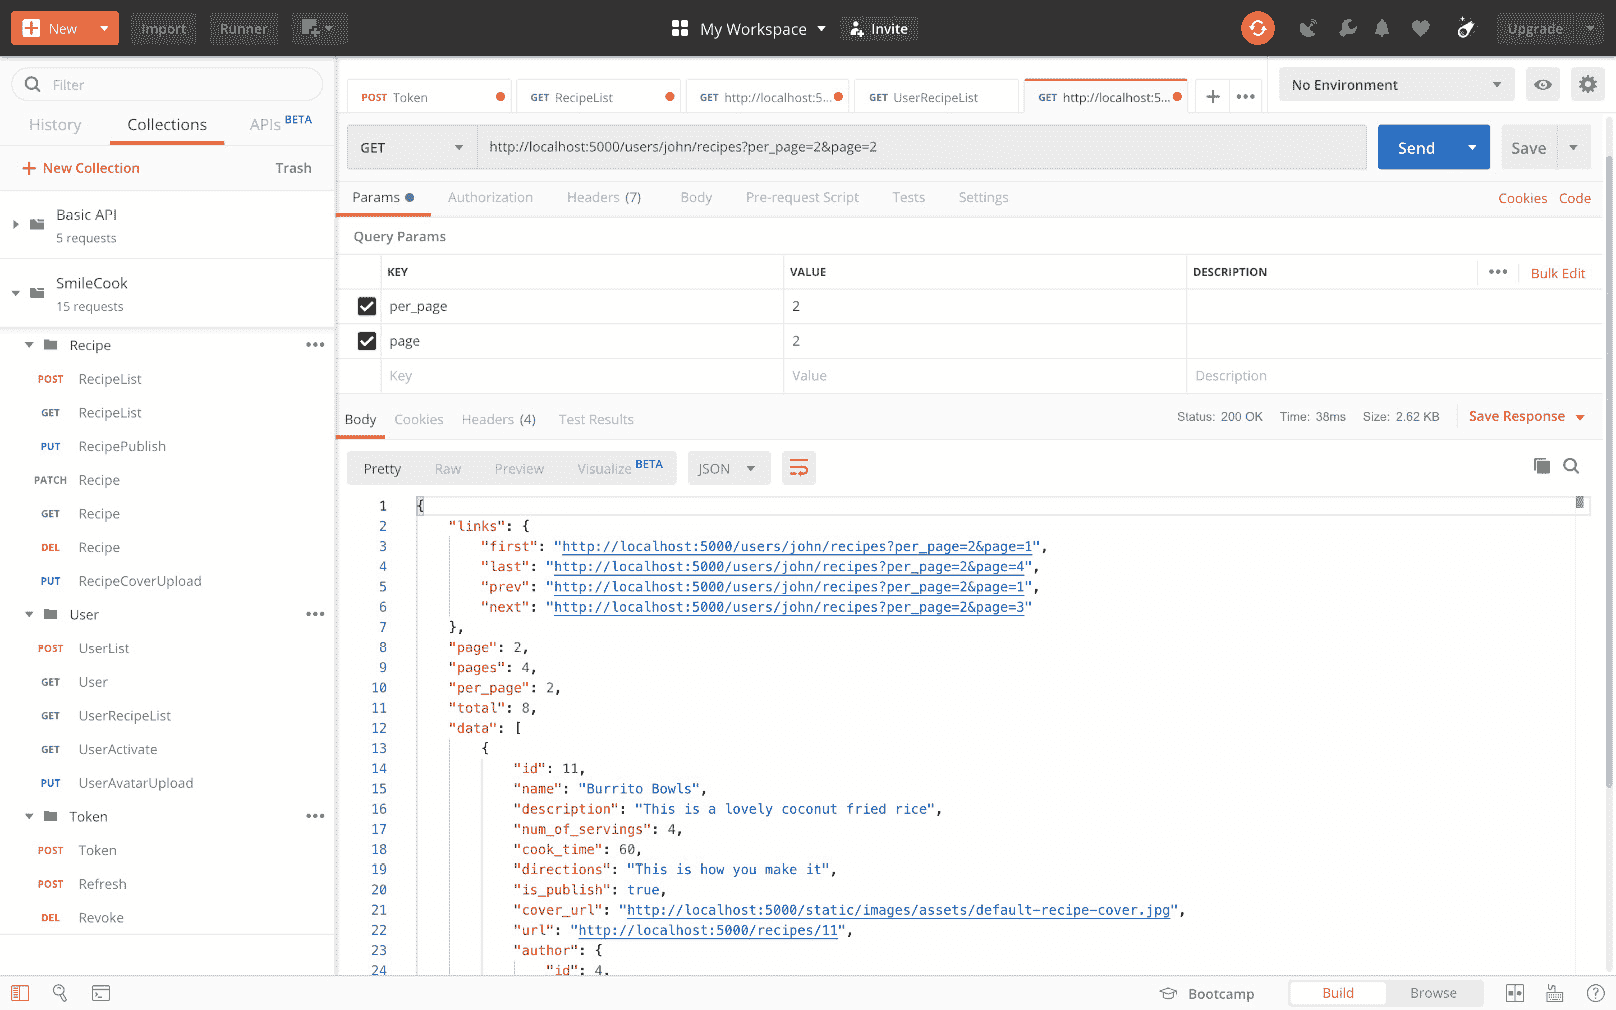 New Import Runner My Workspace Invite Upgrade
Filter
History Collections APIs BETA
New Collection Trash
Basic API
5 requests
SmileCook
15 requests
Recipe
POST RecipeList
GET RecipeList
PUT RecipePublish
PATCH Recipe
GET Recipe
DEL Recipe
PUT RecipeCoverUpload
User
POST UserList
GET User
GET UserRecipeList
GET UserActivate
PUT UserAvatarUpload
Token
POST Token
POST Refresh
DEL Revoke
POST Token GET RecipeList GET http://localhost:5... GET UserRecipeList GET http://localhost:5... No Environment
GET http://localhost:5000/users/john/recipes?per_page=2&page=2 Send Save
Params Authorization Headers (7) Body Pre-request Script Tests Settings Cookies Code
Query Params
KEY VALUE DESCRIPTION Bulk Edit
per_page 2
page 2
Key Value Description
Body Cookies Headers (4) Test Results Status: 200 OK Time: 38ms Size: 2.62 KB Save Response
Pretty Raw Preview Visualize BETA JSON
1 {
2 "links": {
3 "first": "http://localhost:5000/users/john/recipes?per_page=2&page=1",
4 "last": "http://localhost:5000/users/john/recipes?per_page=2&page=4",
5 "prev": "http://localhost:5000/users/john/recipes?per_page=2&page=1",
6 "next": "http://localhost:5000/users/john/recipes?per_page=2&page=3"
7 },
8 "page": 2,
9 "pages": 4,
10 "per_page": 2,
11 "total": 8,
12 "data": [
13 {
14 "id": 11,
15 "name": "Burrito Bowls",
16 "description": "This is a lovely coconut fried rice",
17 "num_of_servings": 4,
18 "cook_time": 60,
19 "directions": "This is how you make it",
20 "is_publish": true,
21 "cover_url": "http://localhost:5000/static/images/assets/default-recipe-cover.jpg",
22 "url": "http://localhost:5000/recipes/11",
23 "author": {
24 "id": 4,
Bootcamp Build Browse